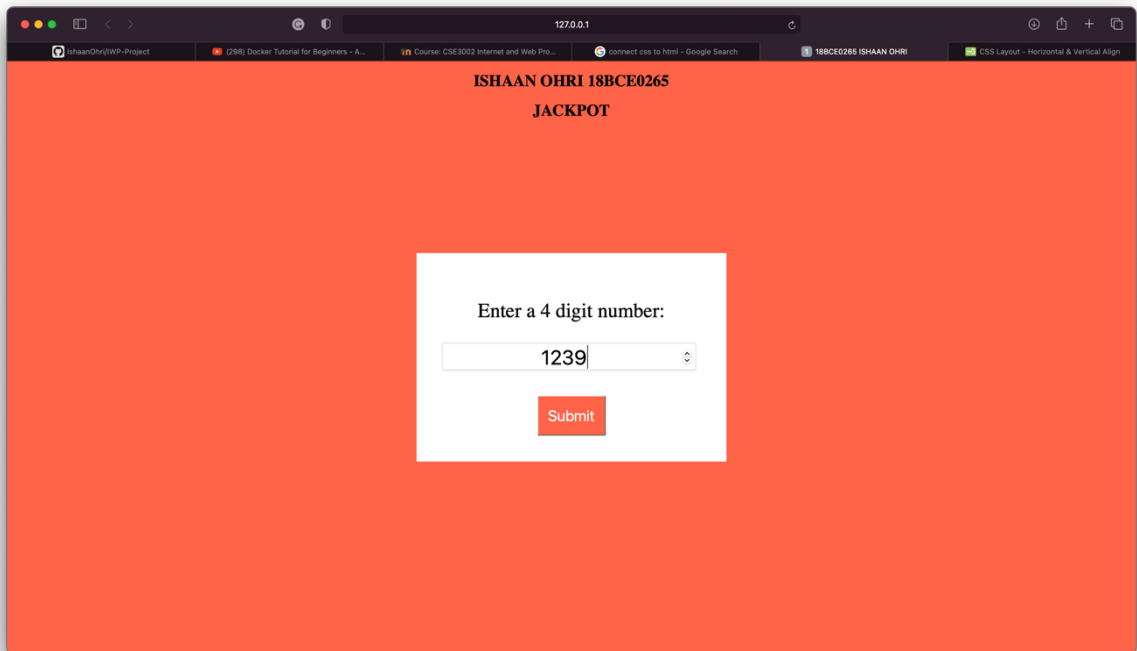 127.0.0.1
IshaanOhri/IWP-Project
(298) Docker Tutorial for Beginners - A...
Course: CSE3002 Internet and Web Pro...
connect css to html - Google Search
1 18BCE0265 ISHAAN OHRI
CSS Layout - Horizontal & Vertical Align
ISHAAN OHRI 18BCE0265
JACKPOT
Enter a 4 digit number:
1239
Submit